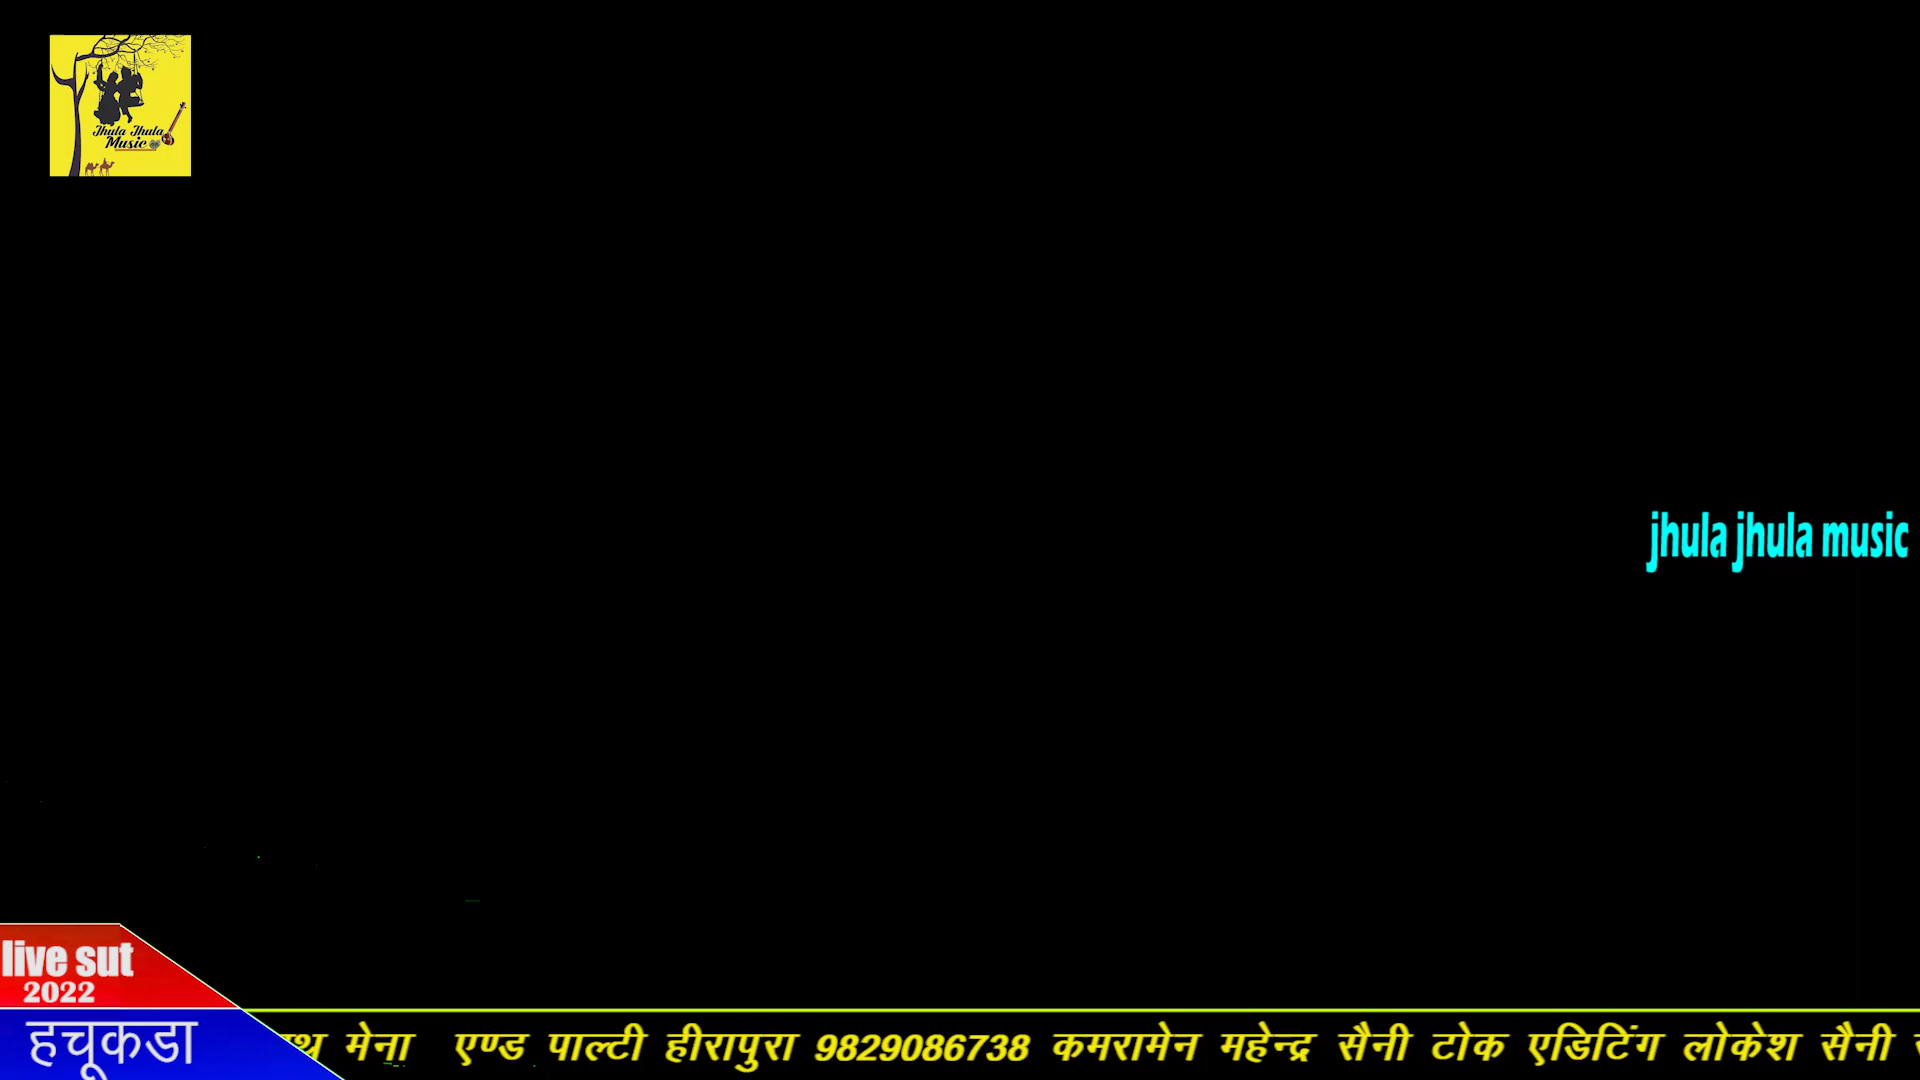 Jhula Jhula
Music
jhula jhula music
live sut
2022
हचूकडा
मेना एण्ड पाल्टी हीरापुरा 9829086738 कमरामेन महेन्द्र सैनी टोक एडिटिंग लोकेश सैनी